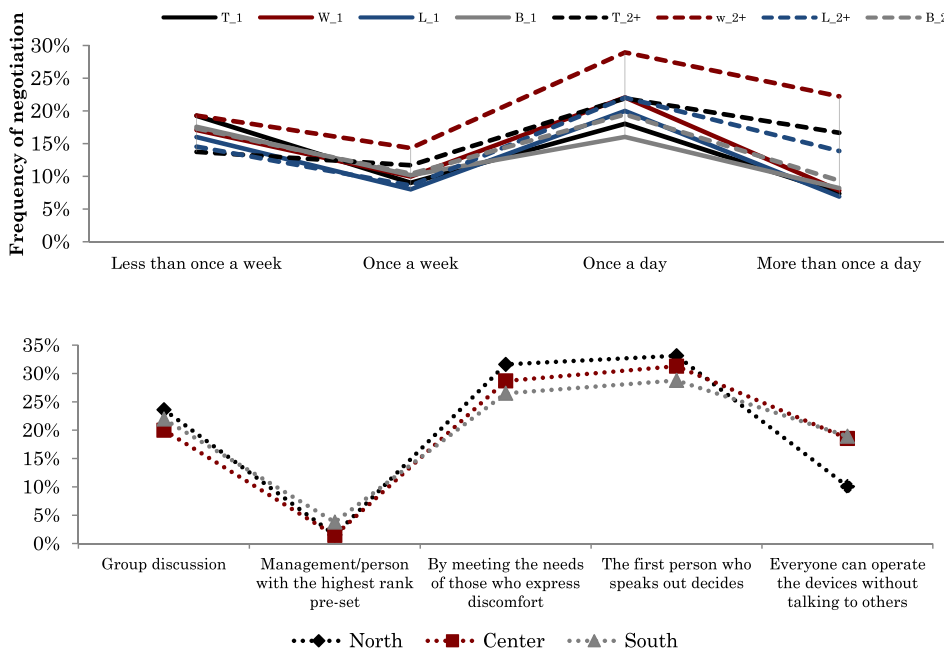 T_1 W_1 L_1 B_1 T_2+ w_2+ L_2+ B_2
Frequency of negotiation
30%
25%
20%
15%
10%
5%
0%
Less than once a week Once a week Once a day More than once a day
35%
30%
25%
20%
15%
10%
5%
0%
Group discussion
Management/person
with the highest rank
pre-set
By meeting the needs
of those who express
discomfort
The first person who
speaks out decides
Everyone can operate
the devices without
talking to others
North Center South